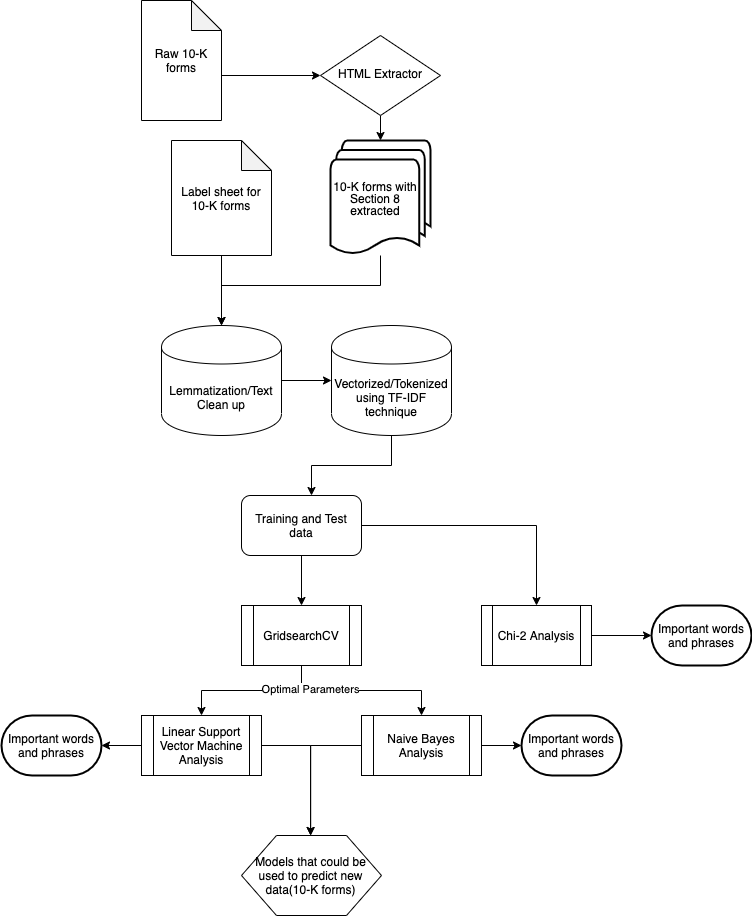 Raw 10-K
forms
HTML Extractor
Label sheet for
10-K forms
10-K forms with
Section 8
extracted
Lemmatization/Text
Clean up
Vectorized/Tokenized
using TF-IDF
technique
Training and Test
data
GridsearchCV
Chi-2 Analysis
Important words
and phrases
Optimal Parameters
Important words
and phrases
Linear Support
Vector Machine
Analysis
Naive Bayes
Analysis
Important words
and phrases
Models that could be
used to predict new
data(10-K forms)